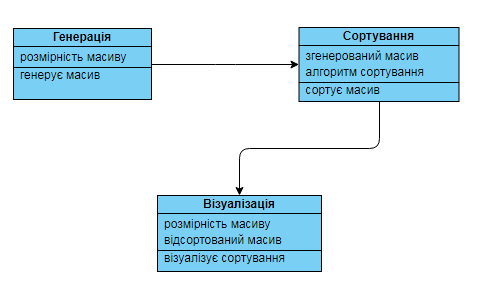 Генерація
розмірність масиву
генерує масив
Сортування
згенерований масив
алгоритм сортування
сортує масив
Візуалізація
розмірність масиву
відсортований масив
візуалізує сортування